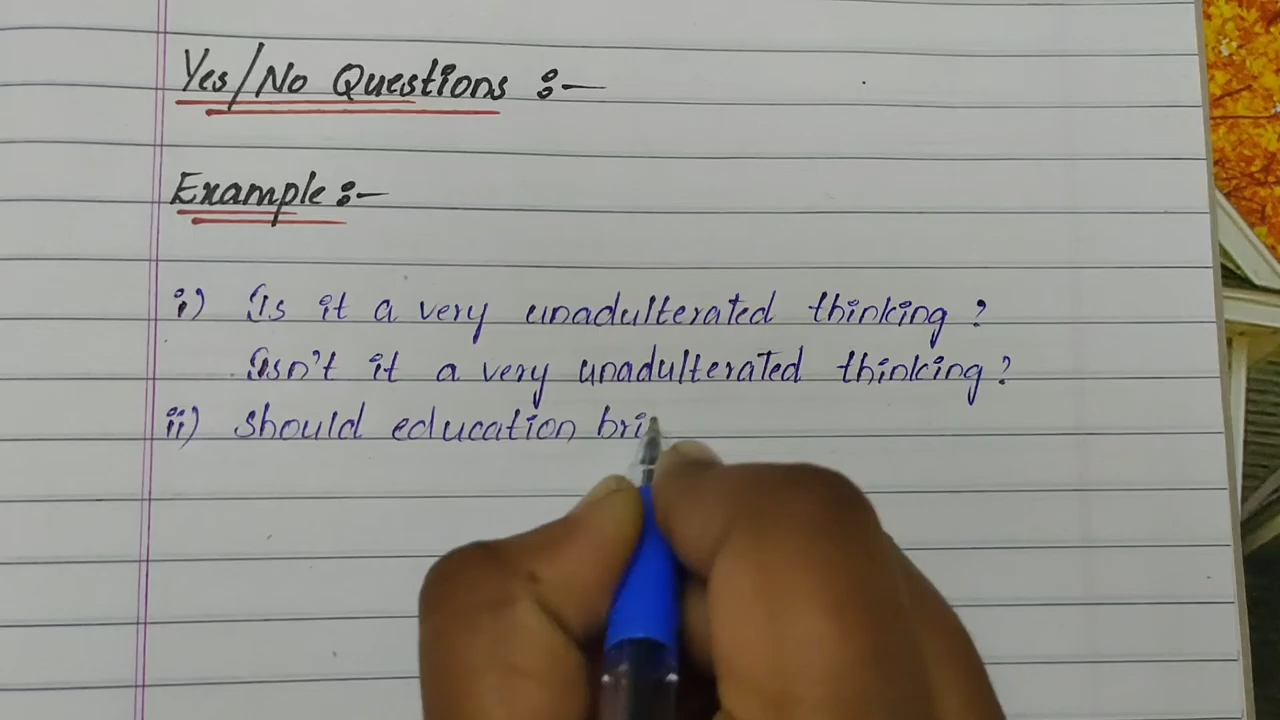 Yes/No Questions :-
Example :-
i) Is it a very unadulterated thinking ?
Isn't it a very unadulterated thinking ?
ii) should education bri